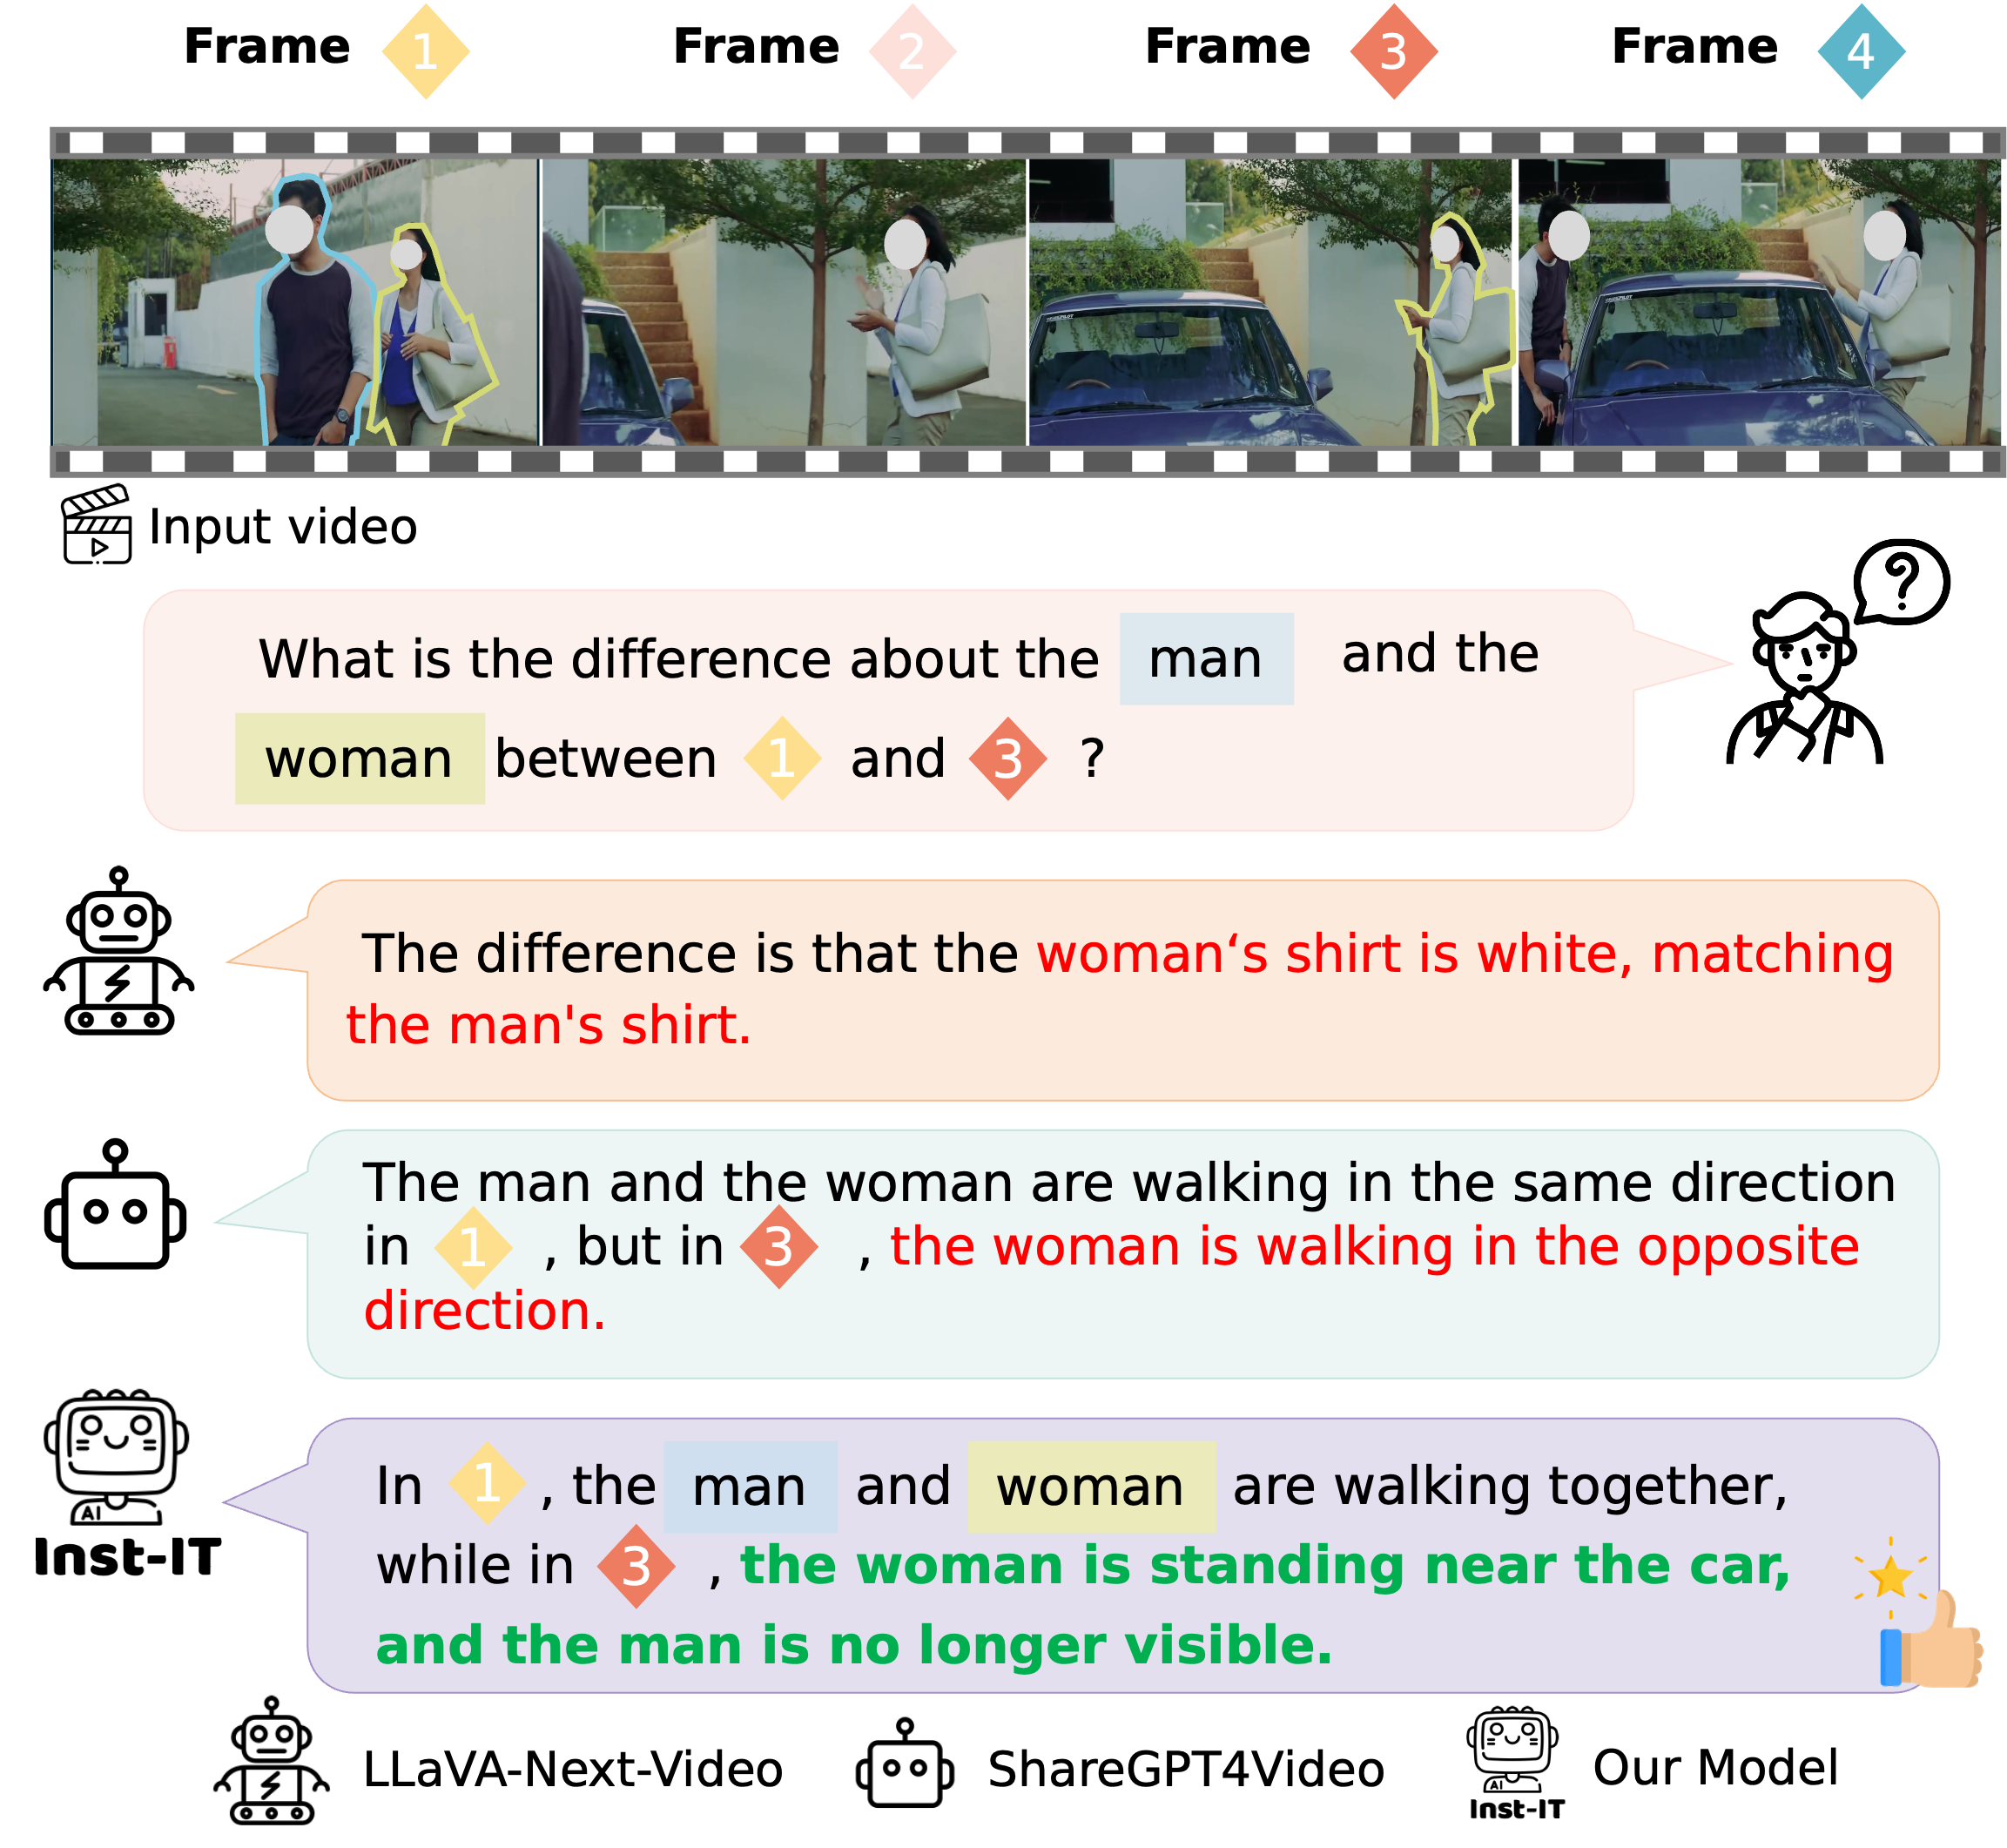 Frame 1 Frame 2 Frame 3 Frame 4
Input video
What is the difference about the man and the
woman between 1 and 3 ?
The difference is that the woman‘s shirt is white, matching
the man's shirt.
The man and the woman are walking in the same direction
in 1 , but in 3 , the woman is walking in the opposite
direction.
In 1 , the man and woman are walking together,
while in 3 , the woman is standing near the car,
and the man is no longer visible.
AI
Inst-IT
LLaVA-Next-Video ShareGPT4Video Our Model
AI
Inst-IT